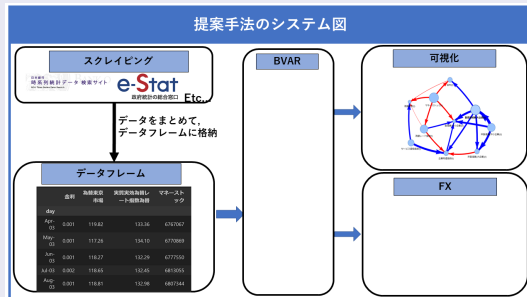 提案手法のシステム図
スクレイピング
日本銀行
時系列統計データ 検索サイト
e-Stat
政府統計の総合窓口
Etc...
データをまとめて,
データフレームに格納
データフレーム
金利 為替東京市場 実質実効為替レート指数為替 マネーストック
day
Apr-03 0.001 119.82 133.36 6767067
May-03 0.001 117.26 134.10 6770863
Jun-03 0.001 118.27 132.29 6777550
Jul-03 0.002 118.65 132.45 6813055
Aug-03 0.001 118.81 132.98 6807344
BVAR
可視化
FX